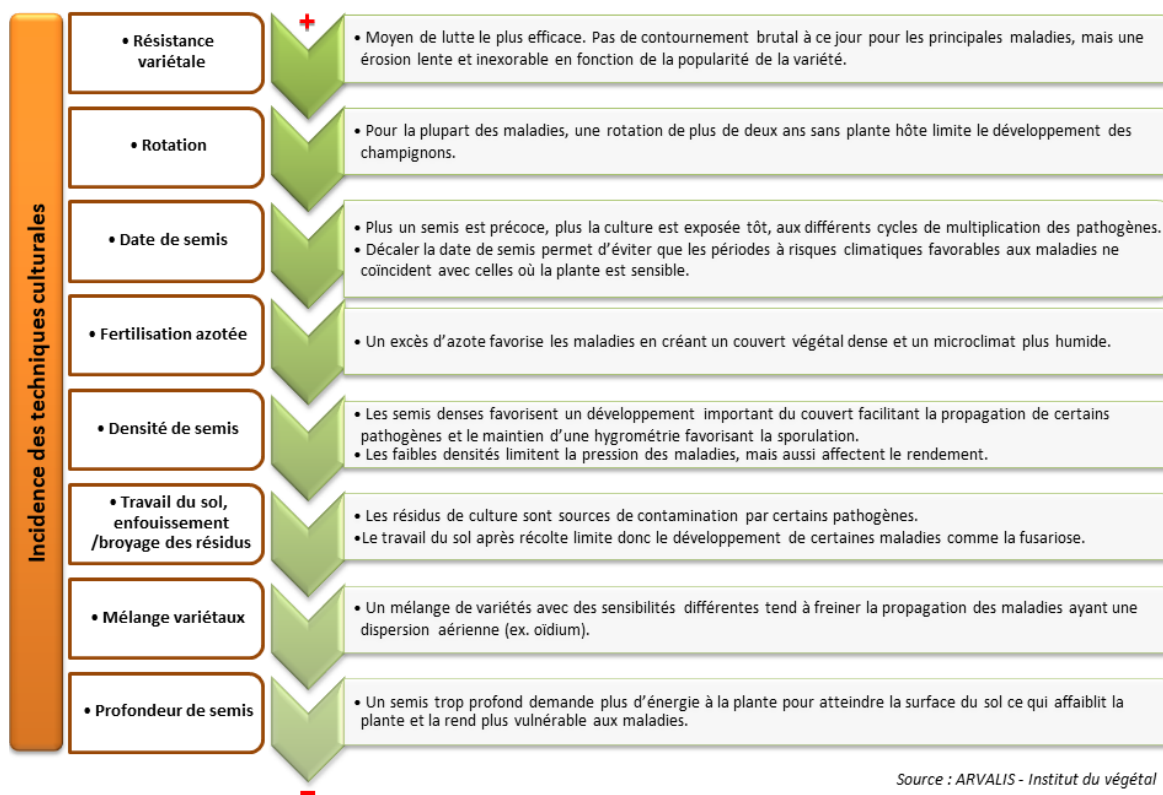 Incidence des techniques culturales
+
• Résistance
variétale
• Moyen de lutte le plus efficace. Pas de contournement brutal à ce jour pour les principales maladies, mais une
érosion lente et inexorable en fonction de la popularité de la variété.
• Rotation
• Pour la plupart des maladies, une rotation de plus de deux ans sans plante hôte limite le développement des
champignons.
• Date de semis
• Plus un semis est précoce, plus la culture est exposée tôt, aux différents cycles de multiplication des pathogènes.
• Décaler la date de semis permet d'éviter que les périodes à risques climatiques favorables aux maladies ne
coïncident avec celles où la plante est sensible.
• Fertilisation azotée
• Un excès d'azote favorise les maladies en créant un couvert végétal dense et un microclimat plus humide.
• Densité de semis
• Les semis denses favorisent un développement important du couvert facilitant la propagation de certains
pathogènes et le maintien d'une hygrométrie favorisant la sporulation.
• Les faibles densités limitent la pression des maladies, mais aussi affectent le rendement.
• Travail du sol,
enfouissement
/broyage des résidus
• Les résidus de culture sont sources de contamination par certains pathogènes.
•Le travail du sol après récolte limite donc le développement de certaines maladies comme la fusariose.
• Mélange variétaux
• Un mélange de variétés avec des sensibilités différentes tend à freiner la propagation des maladies ayant une
dispersion aérienne (ex. oïdium).
• Profondeur de semis
• Un semis trop profond demande plus d'énergie à la plante pour atteindre la surface du sol ce qui affaiblit la
plante et la rend plus vulnérable aux maladies.
−
Source : ARVALIS - Institut du végétal